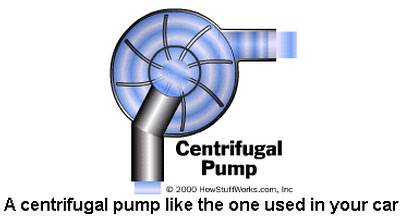 Centrifugal
Pump
© 2000 HowStuffWorks.com, Inc
A centrifugal pump like the one used in your car